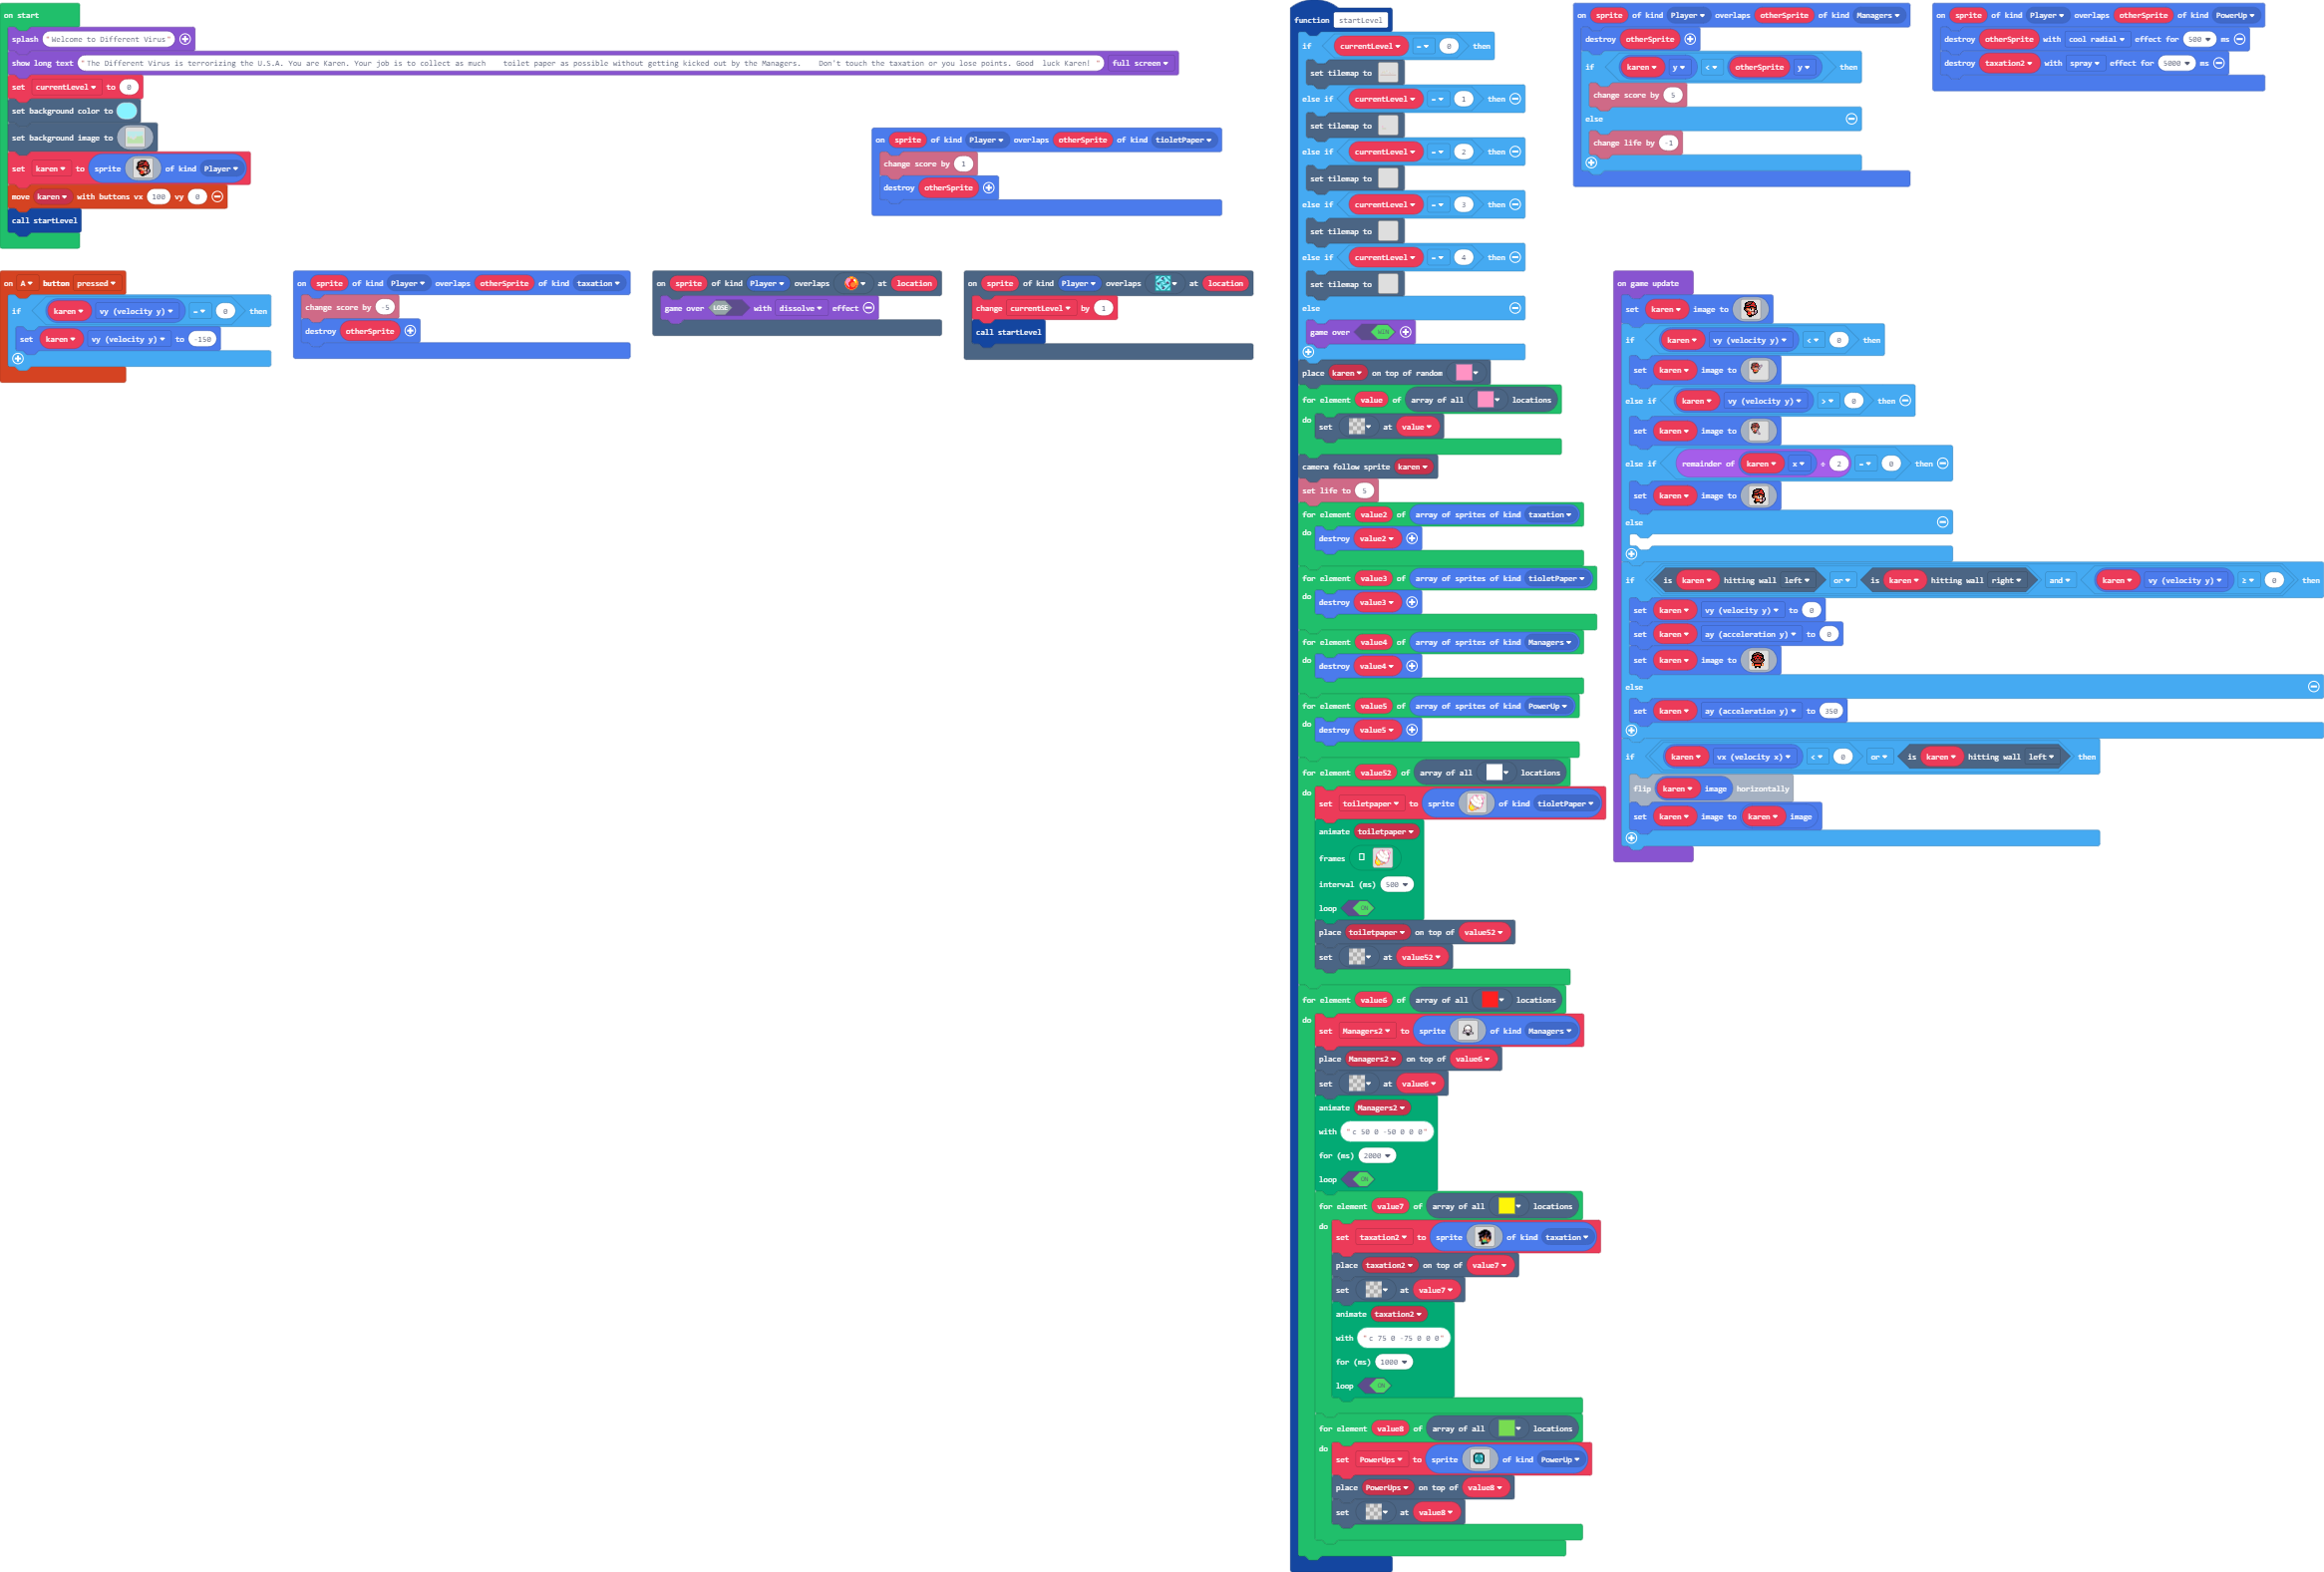 on start
splash "Welcome to Different Virus"
show long text "The Different Virus is terrorizing the U.S.A. You are Karen. Your job is to collect as much toilet paper as possible without getting kicked out by the Managers. Don't touch the taxation or you lose points. Good luck Karen! " full screen
set currentLevel to 0
set background color to
set background image to
set karen to sprite of kind Player
move karen with buttons vx 100 vy 0
call startLevel
on A button pressed
if karen vy (velocity y) = 0 then
set karen vy (velocity y) to -150
on sprite of kind Player overlaps otherSprite of kind taxation
change score by -5
destroy otherSprite
on sprite of kind Player overlaps at location
game over LOSE with dissolve effect
on sprite of kind Player overlaps otherSprite of kind tioletPaper
change score by 1
destroy otherSprite
on sprite of kind Player overlaps at location
change currentLevel by 1
call startLevel
function startLevel
if currentLevel = 0 then
set tilemap to
else if currentLevel = 1 then
set tilemap to
else if currentLevel = 2 then
set tilemap to
else if currentLevel = 3 then
set tilemap to
else if currentLevel = 4 then
set tilemap to
else
game over WIN
place karen on top of random
for element value of array of all locations
do set at value
camera follow sprite karen
set life to 5
for element value2 of array of sprites of kind taxation
do destroy value2
for element value3 of array of sprites of kind tioletPaper
do destroy value3
for element value4 of array of sprites of kind Managers
do destroy value4
for element value5 of array of sprites of kind PowerUp
do destroy value5
for element value52 of array of all locations
do set toiletpaper to sprite of kind tioletPaper
animate toiletpaper
frames
interval (ms) 500
loop ON
place toiletpaper on top of value52
set at value52
for element value6 of array of all locations
do set Managers2 to sprite of kind Managers
place Managers2 on top of value6
set at value6
animate Managers2
with "c 50 0 -50 0 0 0"
for (ms) 2000
loop ON
for element value7 of array of all locations
do set taxation2 to sprite of kind taxation
place taxation2 on top of value7
set at value7
animate taxation2
with "c 75 0 -75 0 0 0"
for (ms) 1000
loop ON
for element value8 of array of all locations
do set PowerUps to sprite of kind PowerUp
place PowerUps on top of value8
set at value8
on sprite of kind Player overlaps otherSprite of kind Managers
destroy otherSprite
if karen y < otherSprite y then
change score by 5
else
change life by -1
on sprite of kind Player overlaps otherSprite of kind PowerUp
destroy otherSprite with cool radial effect for 500 ms
destroy taxation2 with spray effect for 5000 ms
on game update
set karen image to
if karen vy (velocity y) < 0 then
set karen image to
else if karen vy (velocity y) > 0 then
set karen image to
else if remainder of karen x ÷ 2 = 0 then
set karen image to
else
if is karen hitting wall left or is karen hitting wall right and karen vy (velocity y) ≥ 0 then
set karen vy (velocity y) to 0
set karen ay (acceleration y) to 0
set karen image to
else
set karen ay (acceleration y) to 350
if karen vx (velocity x) < 0 or is karen hitting wall left then
flip karen image horizontally
set karen image to karen image